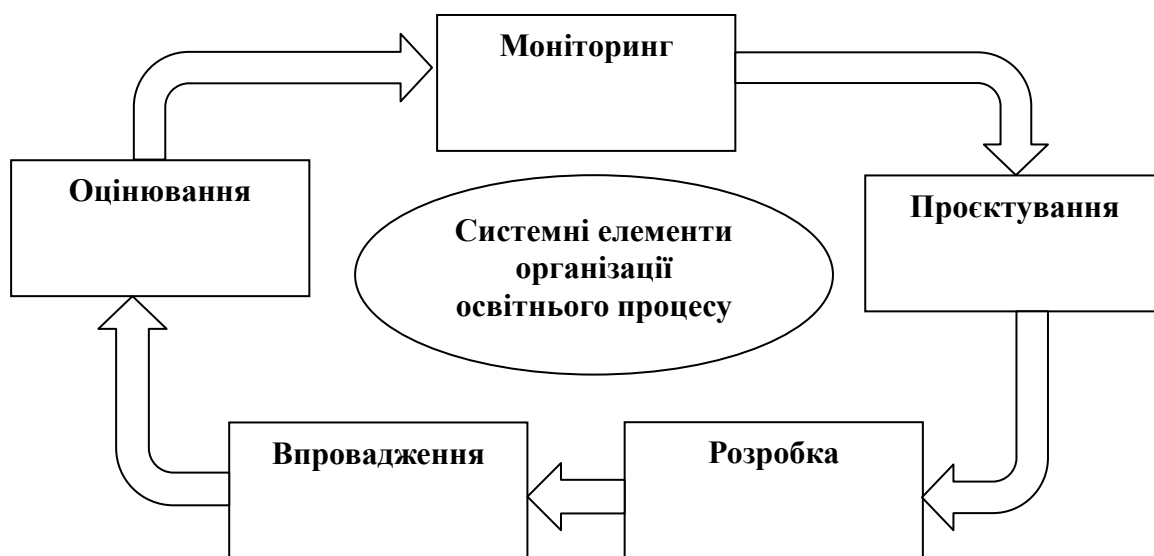 Моніторинг
Оцінювання
Проєктування
Системні елементи
організації
освітнього процесу
Впровадження
Розробка